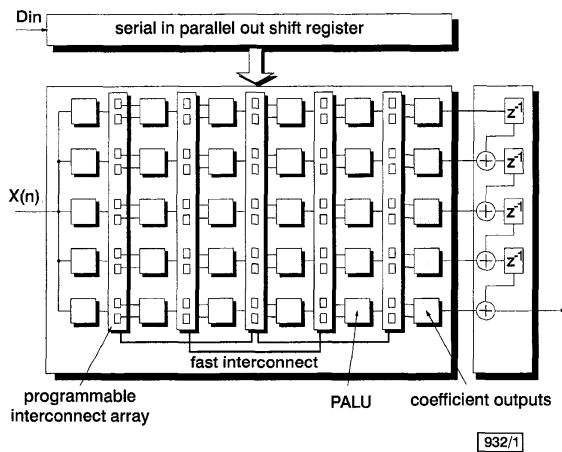 Din
serial in parallel out shift register
z-1
z-1
X(n)
z-1
z-1
fast interconnect
programmable
interconnect array
PALU
coefficient outputs
932/1